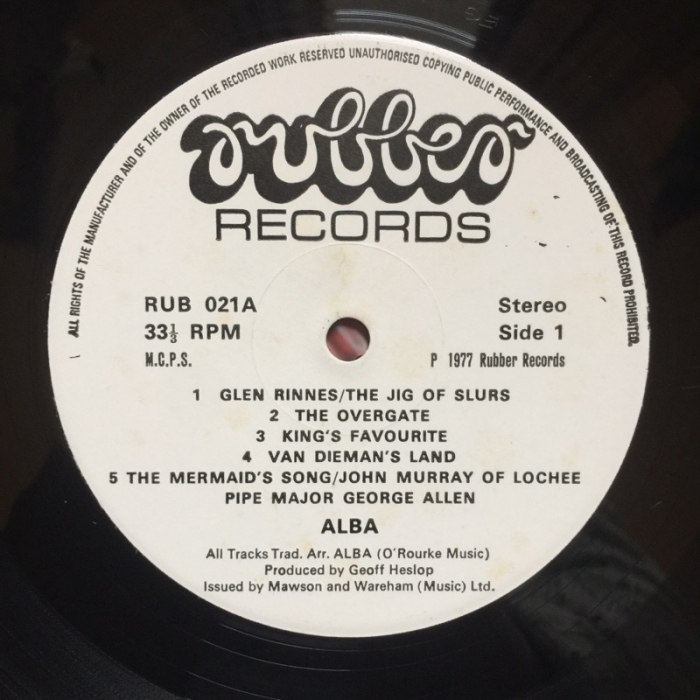 ALL RIGHTS OF THE MANUFACTURER AND OF THE OWNER OF THE RECORDED WORK RESERVED UNAUTHORISED COPYING PUBLIC PERFORMANCE AND BROADCASTING OF THIS RECORD PROHIBITED.
rubber
RECORDS
RUB 021A
Stereo
33⅓ RPM
Side 1
M.C.P.S.
P 1977 Rubber Records
1 GLEN RINNES/THE JIG OF SLURS
2 THE OVERGATE
3 KING'S FAVOURITE
4 VAN DIEMAN'S LAND
5 THE MERMAID'S SONG/JOHN MURRAY OF LOCHEE
PIPE MAJOR GEORGE ALLEN
ALBA
All Tracks Trad. Arr. ALBA (O'Rourke Music)
Produced by Geoff Heslop
Issued by Mawson and Wareham (Music) Ltd.